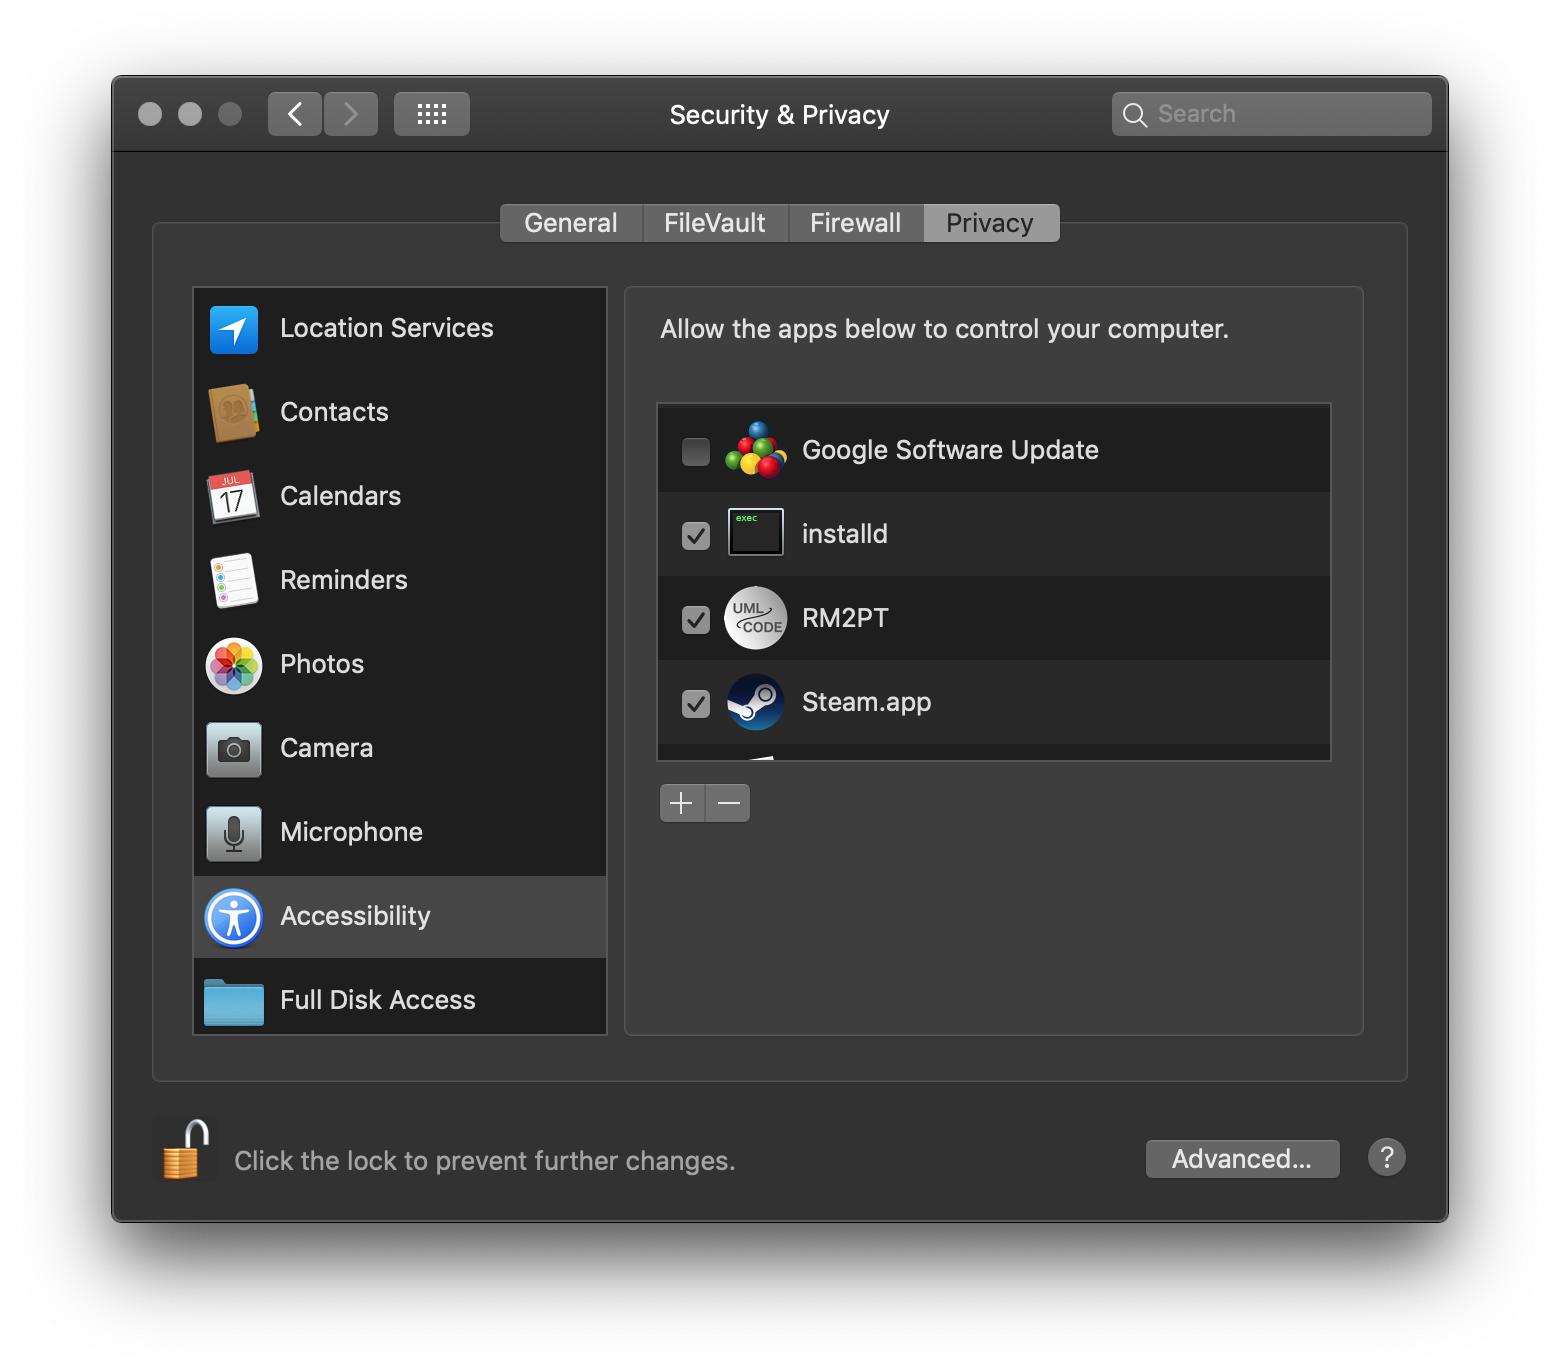 Security & Privacy
Search
General
FileVault
Firewall
Privacy
Location Services
Contacts
JUL
17
Calendars
Reminders
Photos
Camera
Microphone
Accessibility
Full Disk Access
Allow the apps below to control your computer.
Google Software Update
exec
installd
UML
CODE
RM2PT
Steam.app
Click the lock to prevent further changes.
Advanced...
?